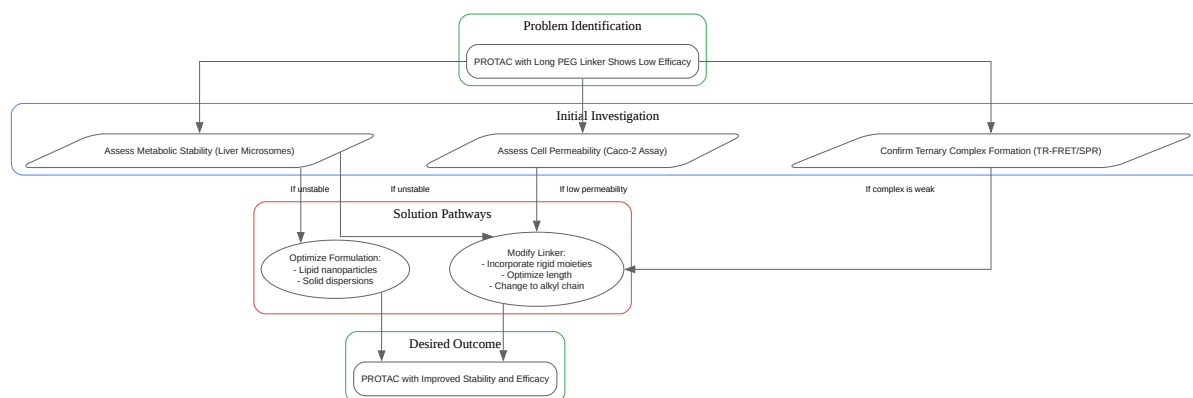 Problem Identification
PROTAC with Long PEG Linker Shows Low Efficacy
Initial Investigation
Assess Metabolic Stability (Liver Microsomes)
Assess Cell Permeability (Caco-2 Assay)
Confirm Ternary Complex Formation (TR-FRET/SPR)
If unstable
If unstable
If low permeability
If complex is weak
Solution Pathways
Optimize Formulation:
- Lipid nanoparticles
- Solid dispersions
Modify Linker:
- Incorporate rigid moieties
- Optimize length
- Change to alkyl chain
Desired Outcome
PROTAC with Improved Stability and Efficacy